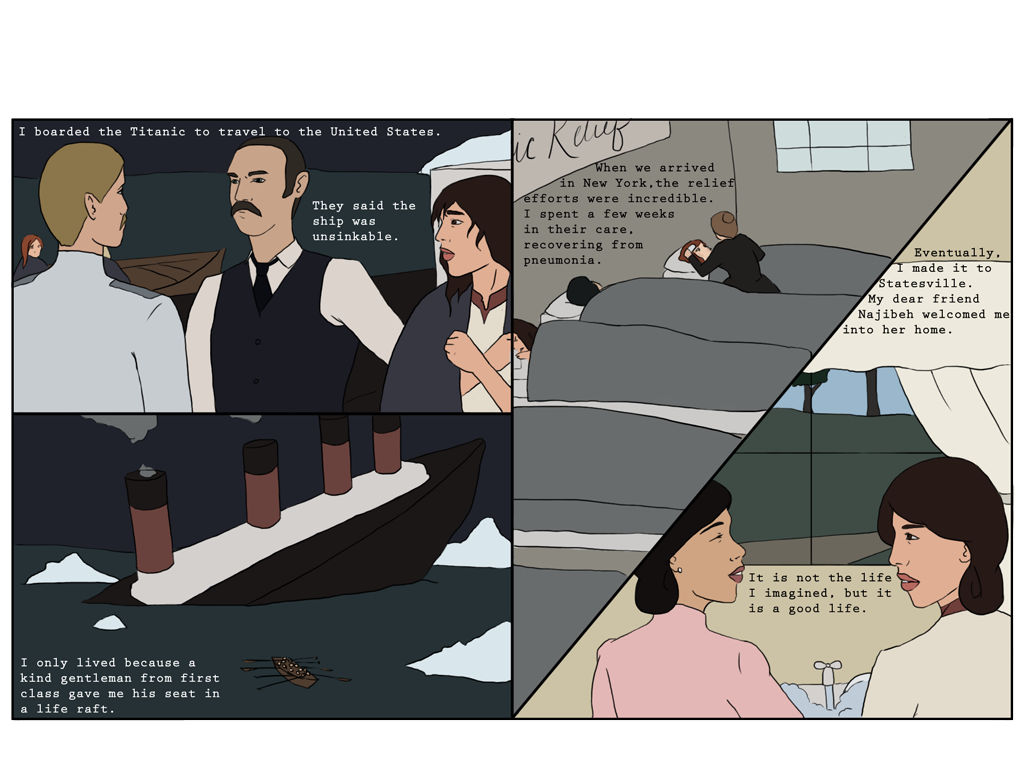 I boarded the Titanic to travel to the United States.
They said the
ship was
unsinkable.
I only lived because a
kind gentleman from first
class gave me his seat in
a life raft.
ic Relief
When we arrived
in New York,the relief
efforts were incredible.
I spent a few weeks
in their care,
recovering from
pneumonia.
Eventually,
I made it to
Statesville.
My dear friend
Najibeh welcomed me
into her home.
It is not the life
I imagined, but it
is a good life.